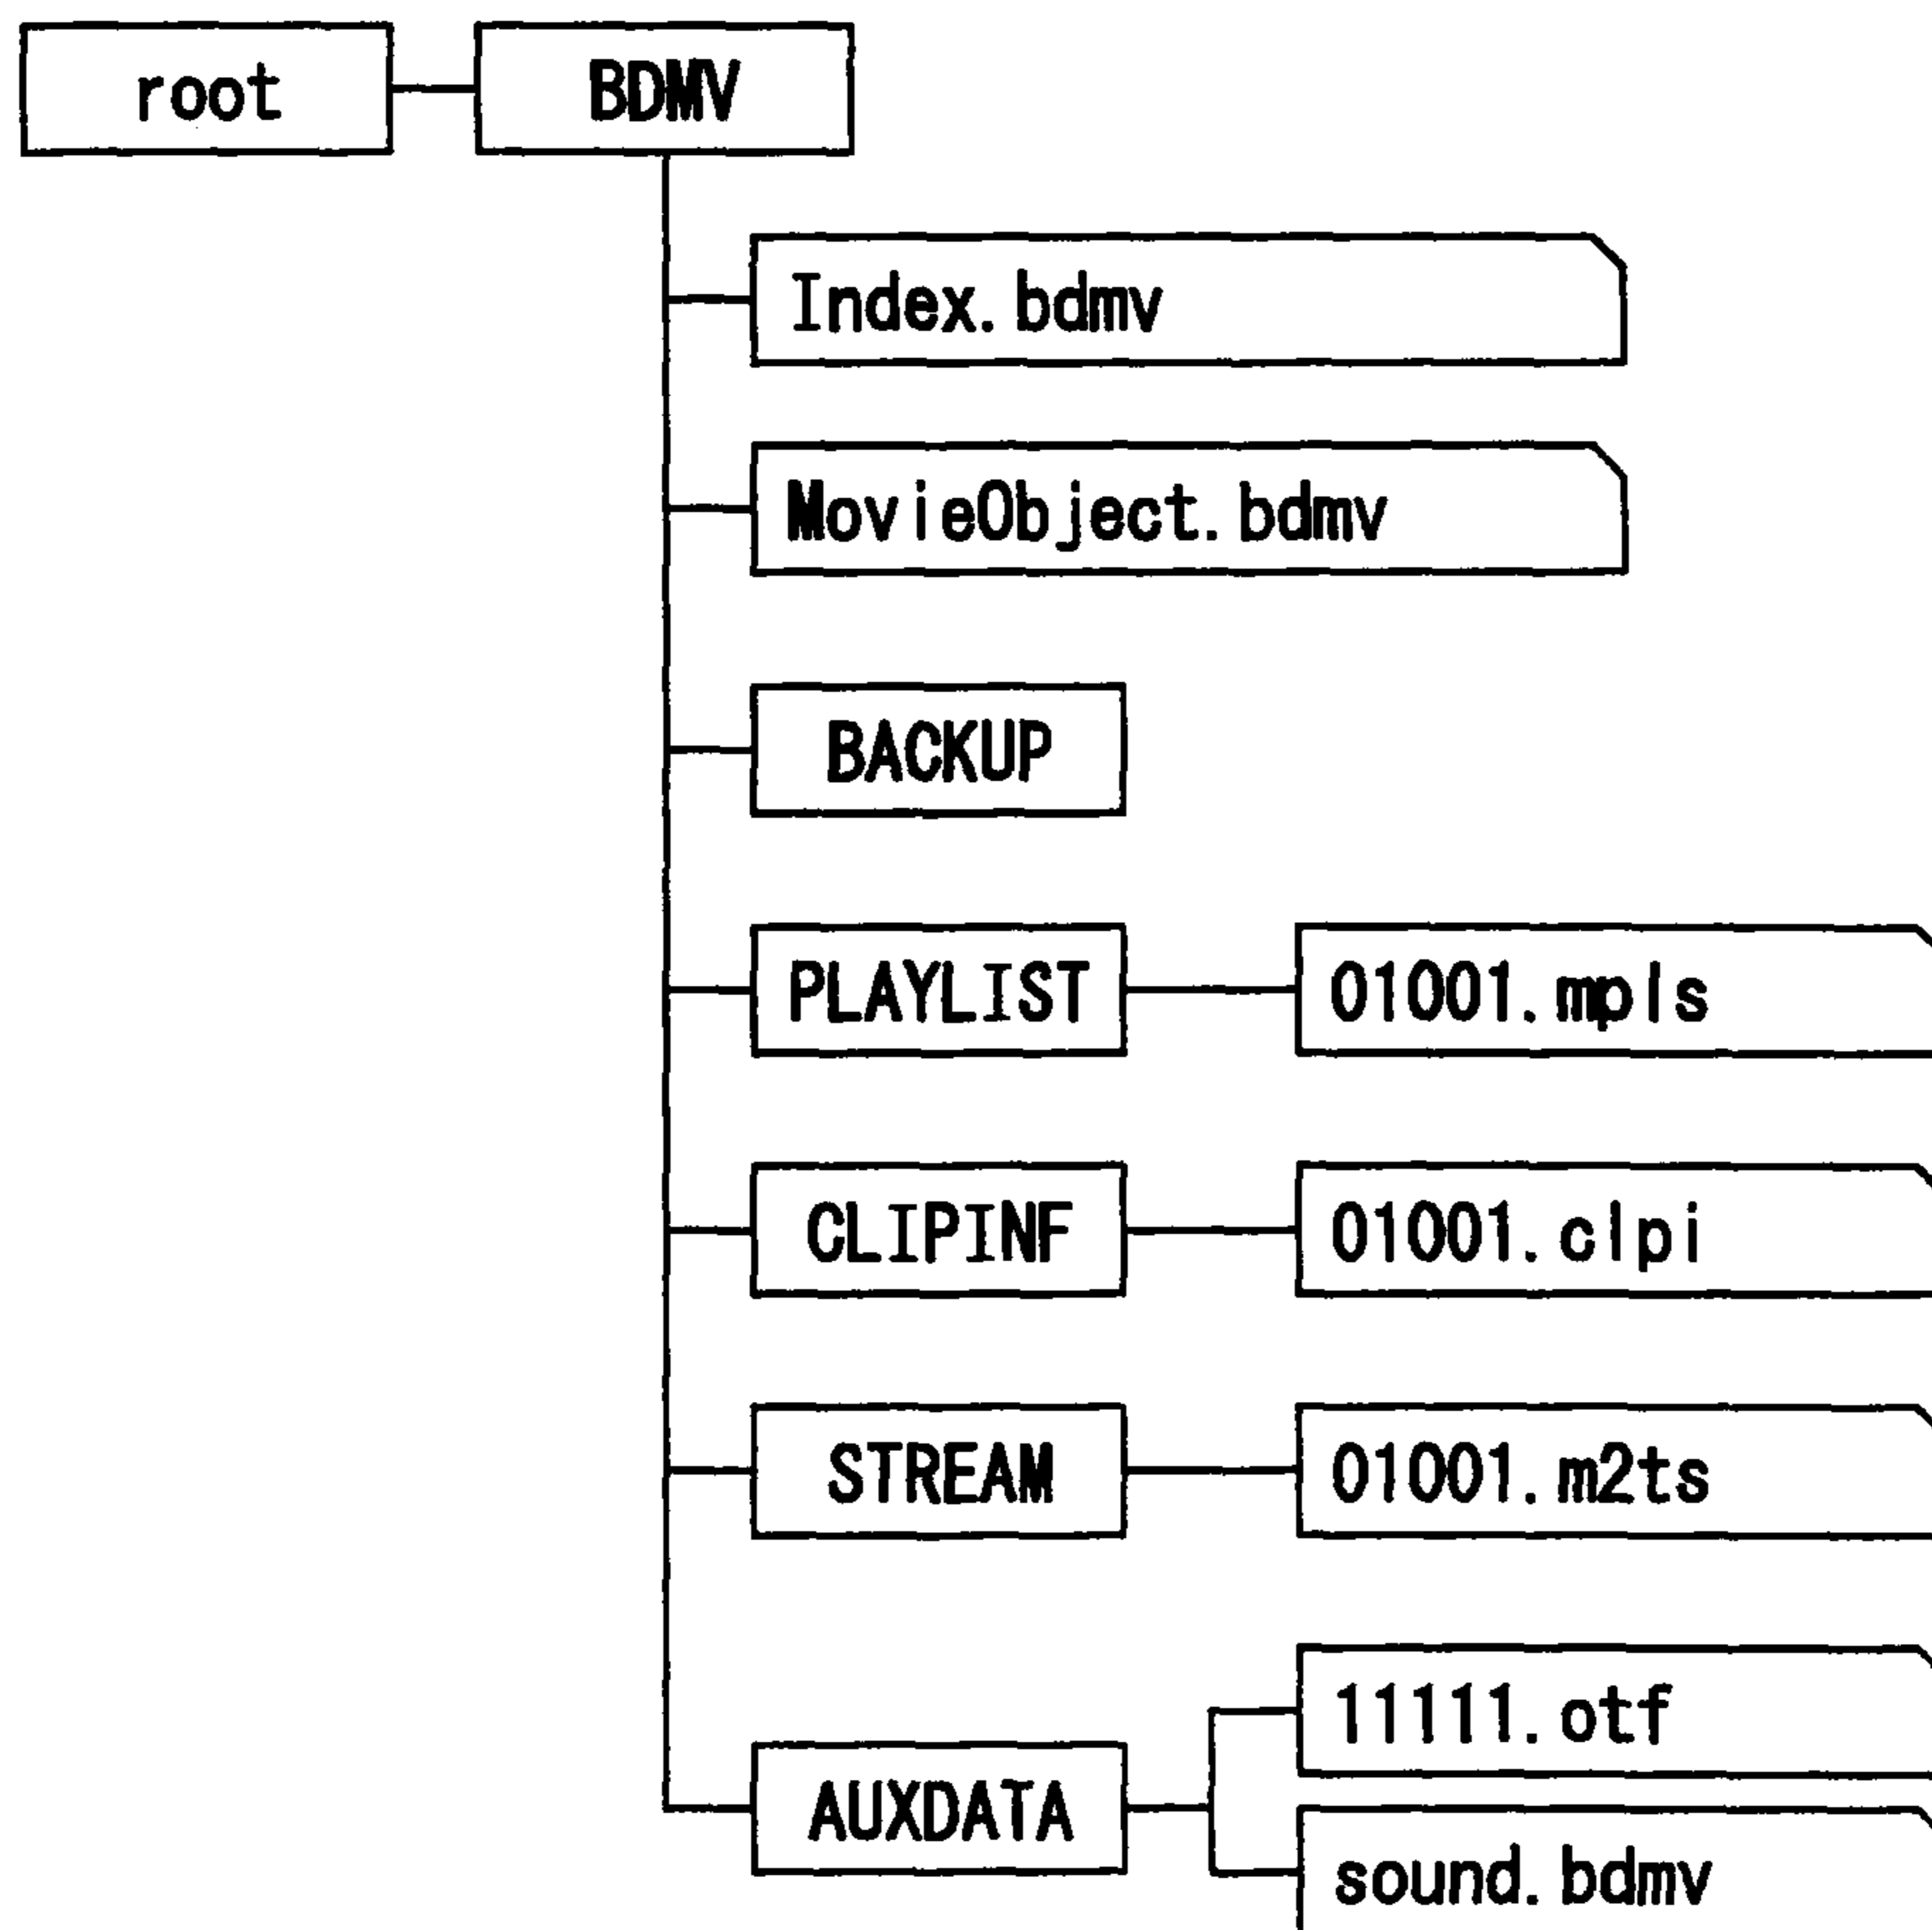 root
BDMV
Index.bdmv
MovieObject.bdmv
BACKUP
PLAYLIST
01001.mpls
CLIPINF
01001.clpi
STREAM
01001.m2ts
AUXDATA
11111.otf
sound.bdmv